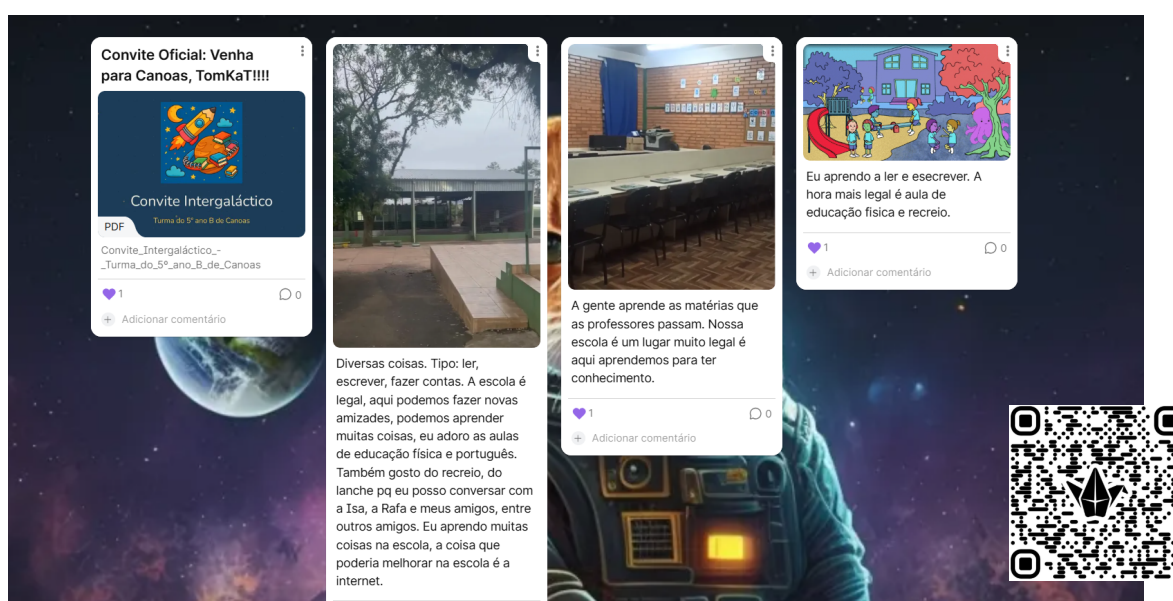 Convite Oficial: Venha
para Canoas, TomKaT!!!!
Convite Intergaláctico
Turma do 5° ano B de Canoas
PDF
Convite_Intergaláctico_-
_Turma_do_5º_ano_B_de_Canoas
1
0
Adicionar comentário
Diversas coisas. Tipo: ler,
escrever, fazer contas. A escola é
legal, aqui podemos fazer novas
amizades, podemos aprender
muitas coisas, eu adoro as aulas
de educação física e português.
Também gosto do recreio, do
lanche pq eu posso conversar com
a Isa, a Rafa e meus amigos, entre
outros amigos. Eu aprendo muitas
coisas na escola, a coisa que
poderia melhorar na escola é a
internet.
A gente aprende as matérias que
as professores passam. Nossa
escola é um lugar muito legal é
aqui aprendemos para ter
conhecimento.
1
0
Adicionar comentário
Eu aprendo a ler e esecrever. A
hora mais legal é aula de
educação fisica e recreio.
1
0
Adicionar comentário